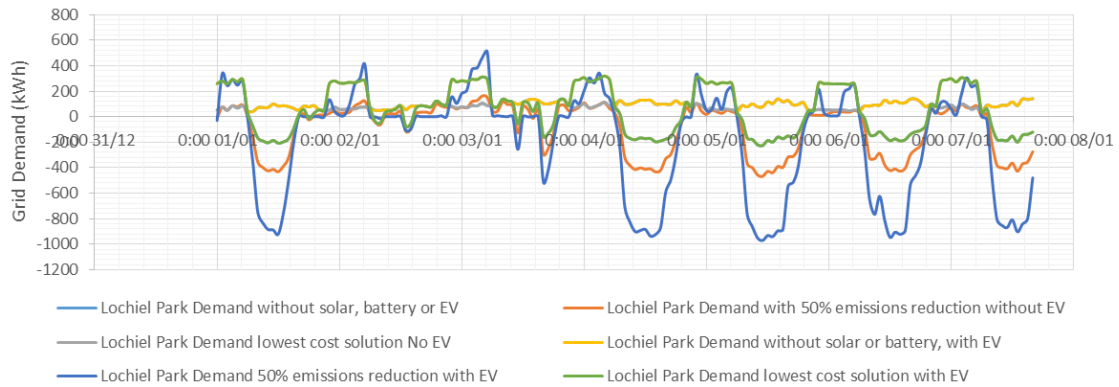 800
600
400
200
0
-200
-400
-600
-800
-1000
-1200
Grid Demand (kWh)
0:00 31/12 0:00 01/01 0:00 02/01 0:00 03/01 0:00 04/01 0:00 05/01 0:00 06/01 0:00 07/01 0:00 08/01
Lochiel Park Demand without solar, battery or EV Lochiel Park Demand with 50% emissions reduction without EV
Lochiel Park Demand lowest cost solution No EV Lochiel Park Demand without solar or battery, with EV
Lochiel Park Demand 50% emissions reduction with EV Lochiel Park Demand lowest cost solution with EV